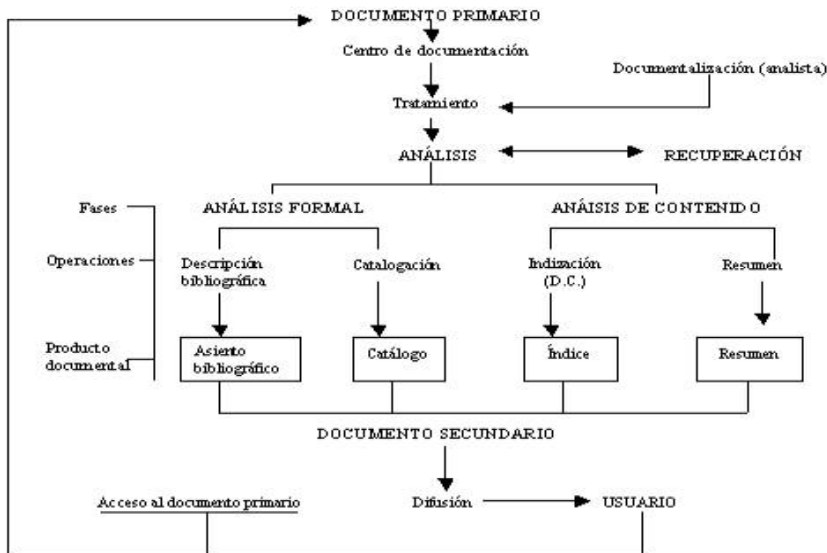 DOCUMENTO PRIMARIO
Centro de documentación
Documentalización (analista)
Tratamiento
ANÁLISIS
RECUPERACIÓN
Fases
ANÁLISIS FORMAL
ANÁISIS DE CONTENIDO
Operaciones
Descripción
bibliográfica
Catalogación
Indización
(D.C.)
Resumen
Producto
documental
Asiento
bibliográfico
Catálogo
Índice
Resumen
DOCUMENTO SECUNDARIO
Acceso al documento primario
Difusión
USUARIO